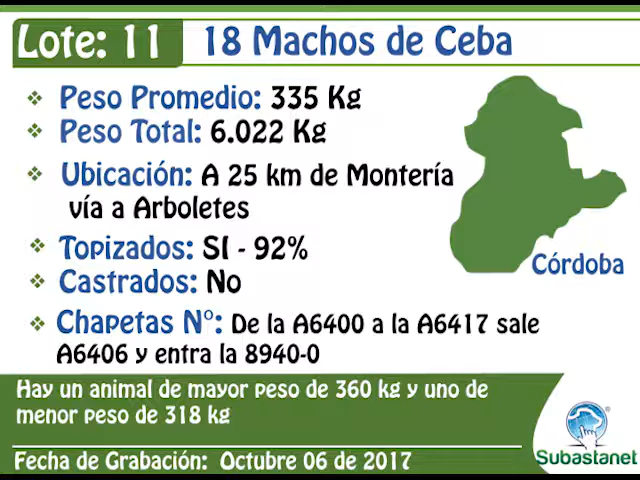 Lote: 11 18 Machos de Ceba
Peso Promedio: 335 Kg
Peso Total: 6.022 Kg
Ubicación: A 25 km de Montería
vía a Arboletes
Topizados: SI - 92%
Castrados: No
Córdoba
Chapetas N°: De la A6400 a la A6417 sale
A6406 y entra la 8940-0
Hay un animal de mayor peso de 360 kg y uno de
menor peso de 318 kg
Fecha de Grabación: Octubre 06 de 2017
Subastanet